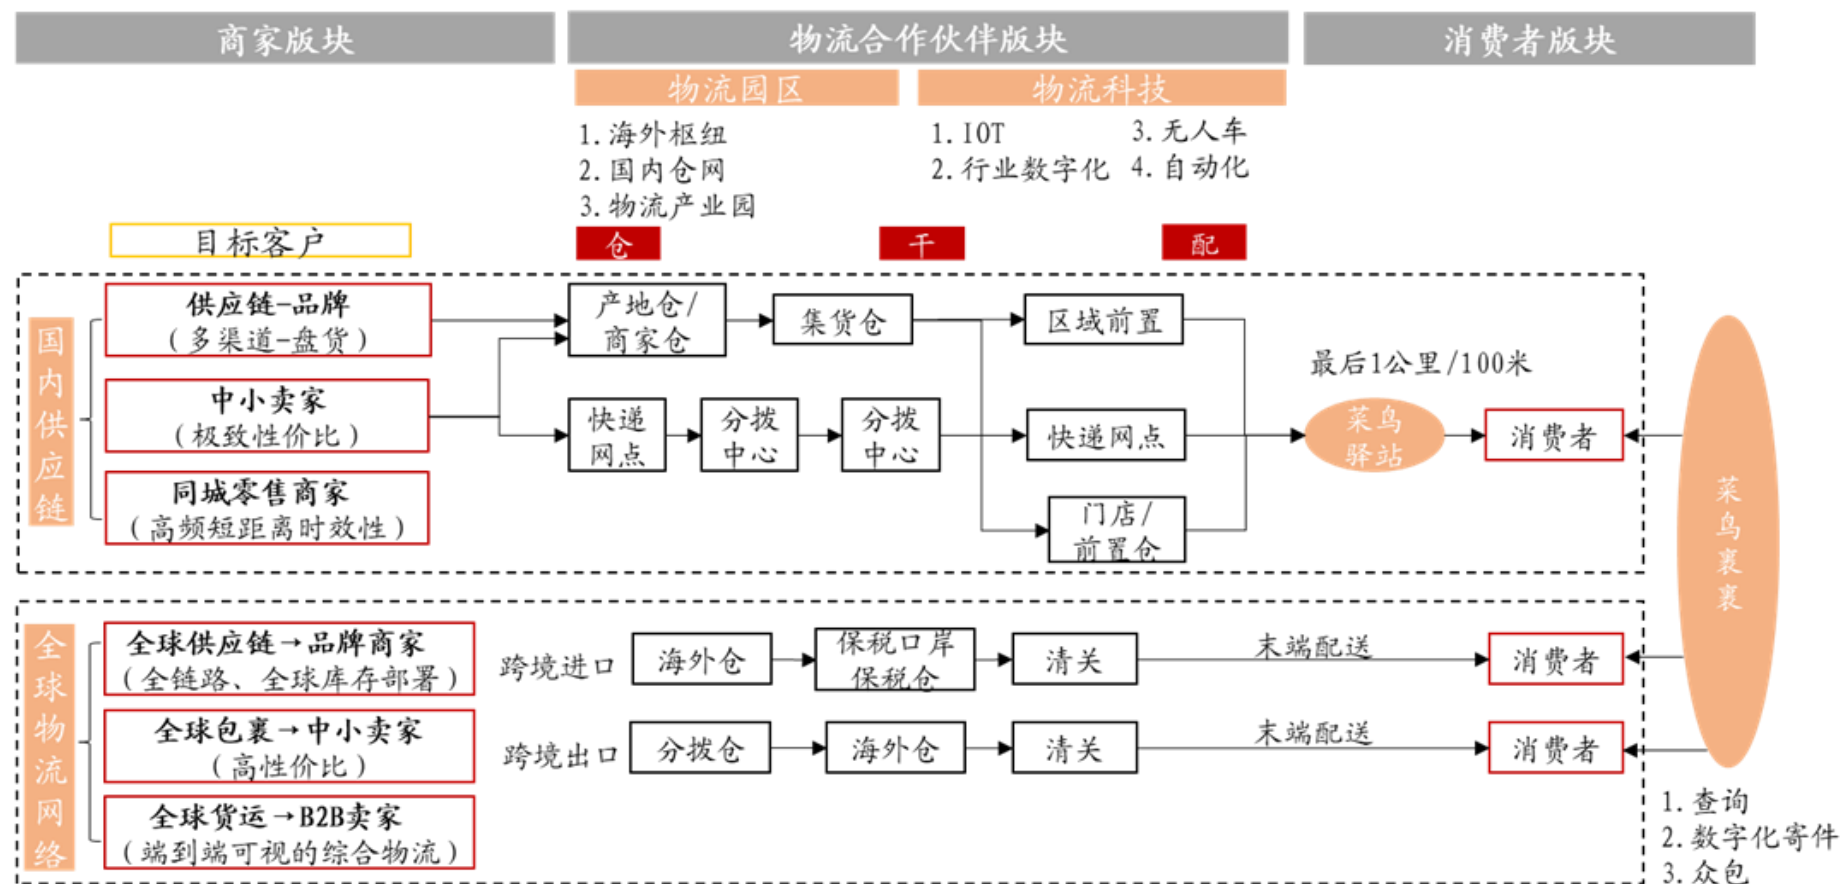 商家版块
物流合作伙伴版块
消费者版块
物流园区
物流科技
1.海外枢纽
2.国内仓网
3.物流产业园
1.IOT
2.行业数字化
3.无人车
4.自动化
目标客户
仓
干
配
国内供应链
供应链-品牌
(多渠道-盘货)
中小卖家
(极致性价比)
同城零售商家
(高频短距离时效性)
产地仓/
商家仓
集货仓
区域前置
快递
网点
分拨
中心
分拨
中心
快递网点
门店/
前置仓
最后1公里/100米
菜鸟
驿站
消费者
菜鸟裹裹
全球物流网络
全球供应链→品牌商家
(全链路、全球库存部署)
全球包裹→中小卖家
(高性价比)
全球货运→B2B卖家
(端到端可视的综合物流)
跨境进口
海外仓
保税口岸
保税仓
清关
末端配送
消费者
跨境出口
分拨仓
海外仓
清关
末端配送
消费者
1.查询
2.数字化寄件
3.众包